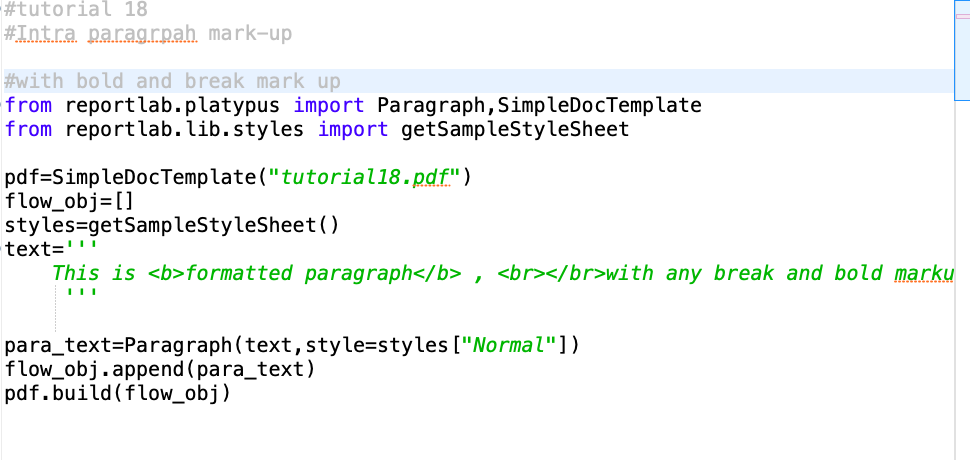 #tutorial 18
#Intra paragrpah mark-up
#with bold and break mark up
from reportlab.platypus import Paragraph,SimpleDocTemplate
from reportlab.lib.styles import getSampleStyleSheet
pdf=SimpleDocTemplate("tutorial18.pdf")
flow_obj=[]
styles=getSampleStyleSheet()
text='''
This is <b>formatted paragraph</b> , <br></br>with any break and bold marku
'''
para_text=Paragraph(text,style=styles["Normal"])
flow_obj.append(para_text)
pdf.build(flow_obj)